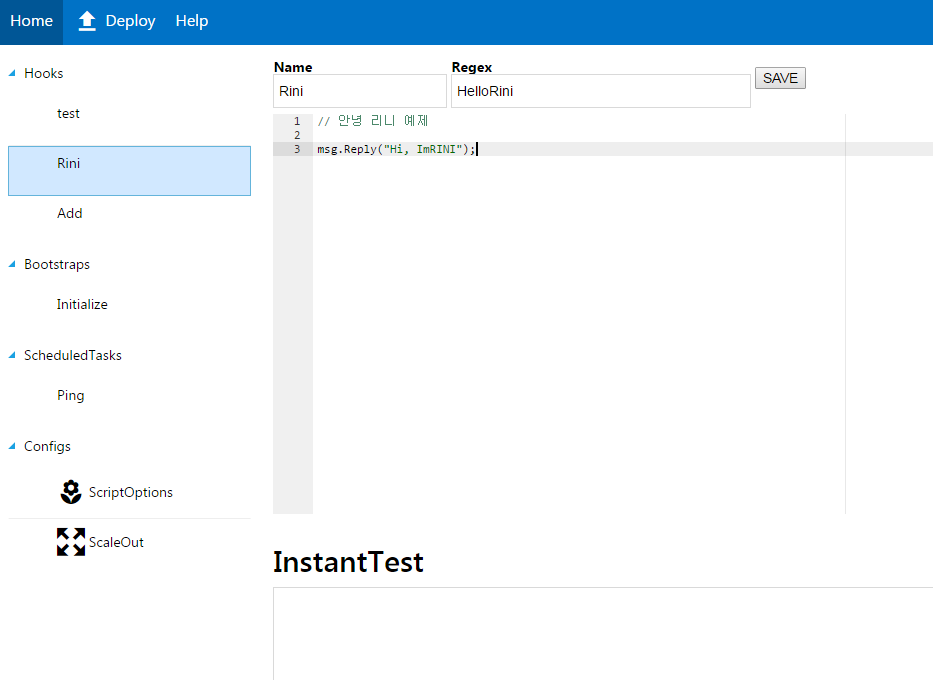 Home Deploy Help
Hooks
test
Rini
Add
Bootstraps
Initialize
ScheduledTasks
Ping
Configs
ScriptOptions
ScaleOut
Name Regex
Rini HelloRini SAVE
1 // 안녕 리니 예제
2
3 msg.Reply("Hi, ImRINI");
InstantTest